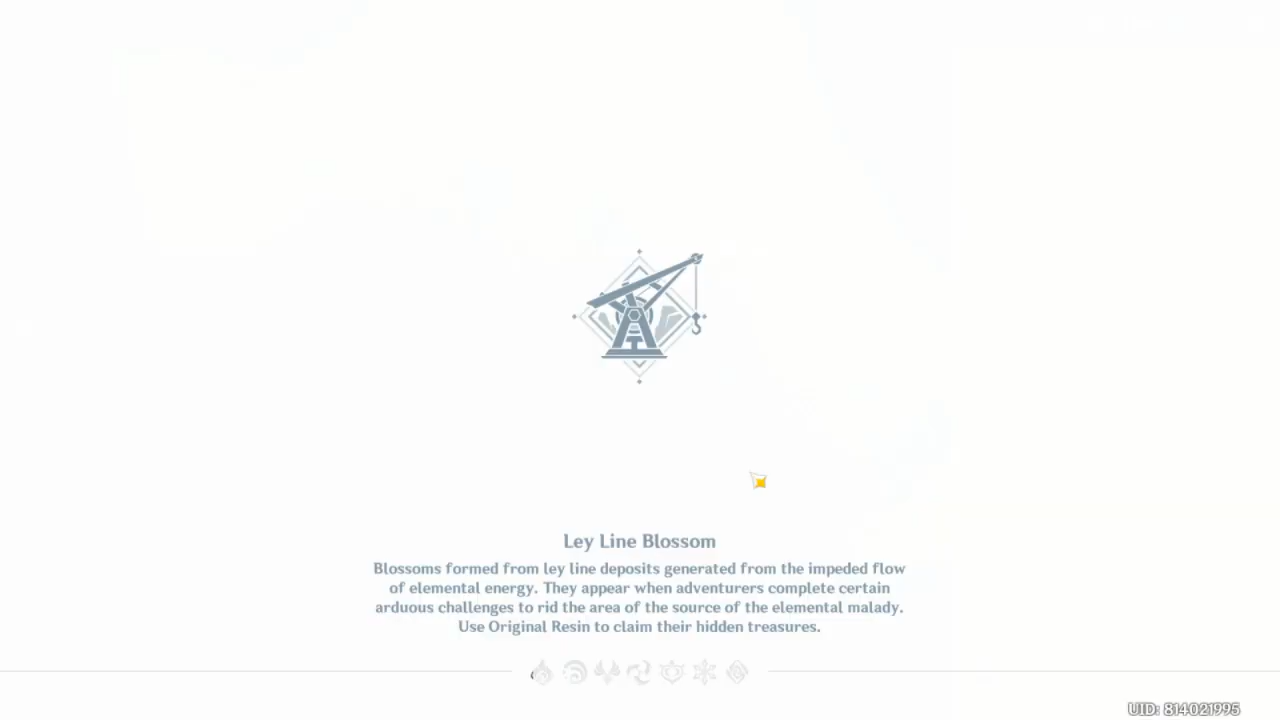 Ley Line Blossom
Blossoms formed from ley line deposits generated from the impeded flow
of elemental energy. They appear when adventurers complete certain
arduous challenges to rid the area of the source of the elemental malady.
Use Original Resin to claim their hidden treasures.
UID: 814021995